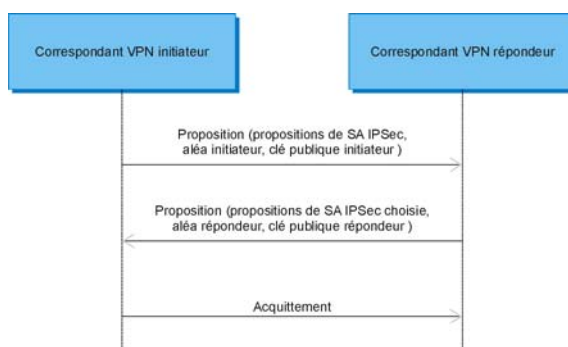 Correspondant VPN initiateur
Correspondant VPN répondeur
Proposition (propositions de SA IPSec,
aléa initiateur, clé publique initiateur )
Proposition (propositions de SA IPSec choisie,
aléa répondeur, clé publique répondeur )
Acquittement